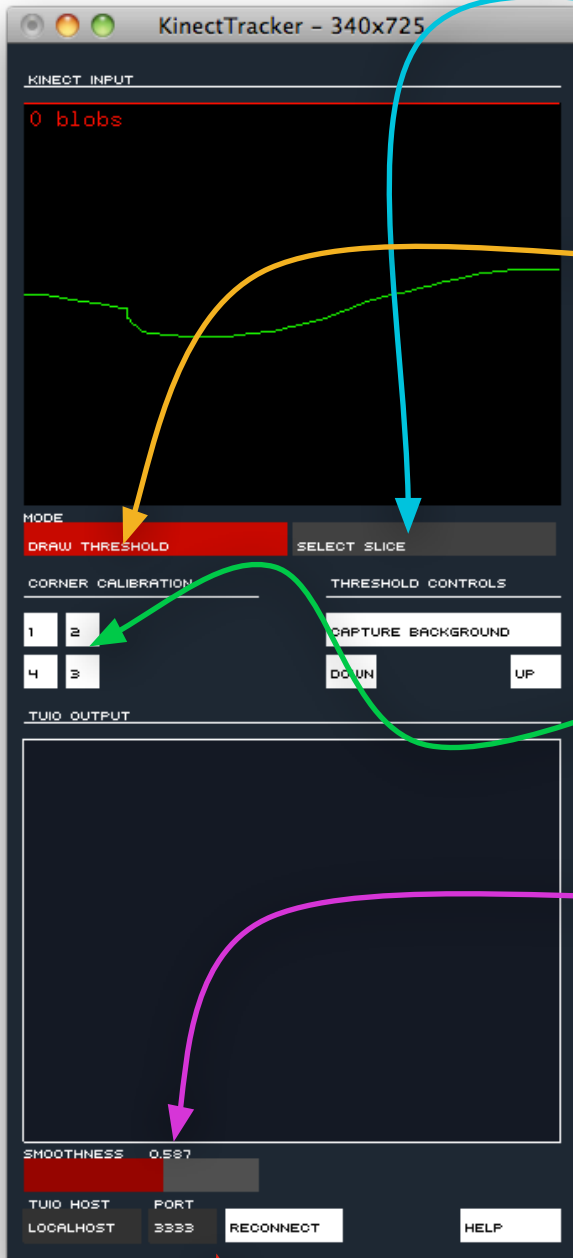 KinectTracker – 340x725
KINECT INPUT
0 blobs
MODE
DRAW THRESHOLD SELECT SLICE
CORNER CALIBRATION THRESHOLD CONTROLS
1 2 CAPTURE BACKGROUND
4 3 DOWN UP
TUIO OUTPUT
SMOOTHNESS 0.587
TUIO HOST PORT
LOCALHOST 3333 RECONNECT HELP